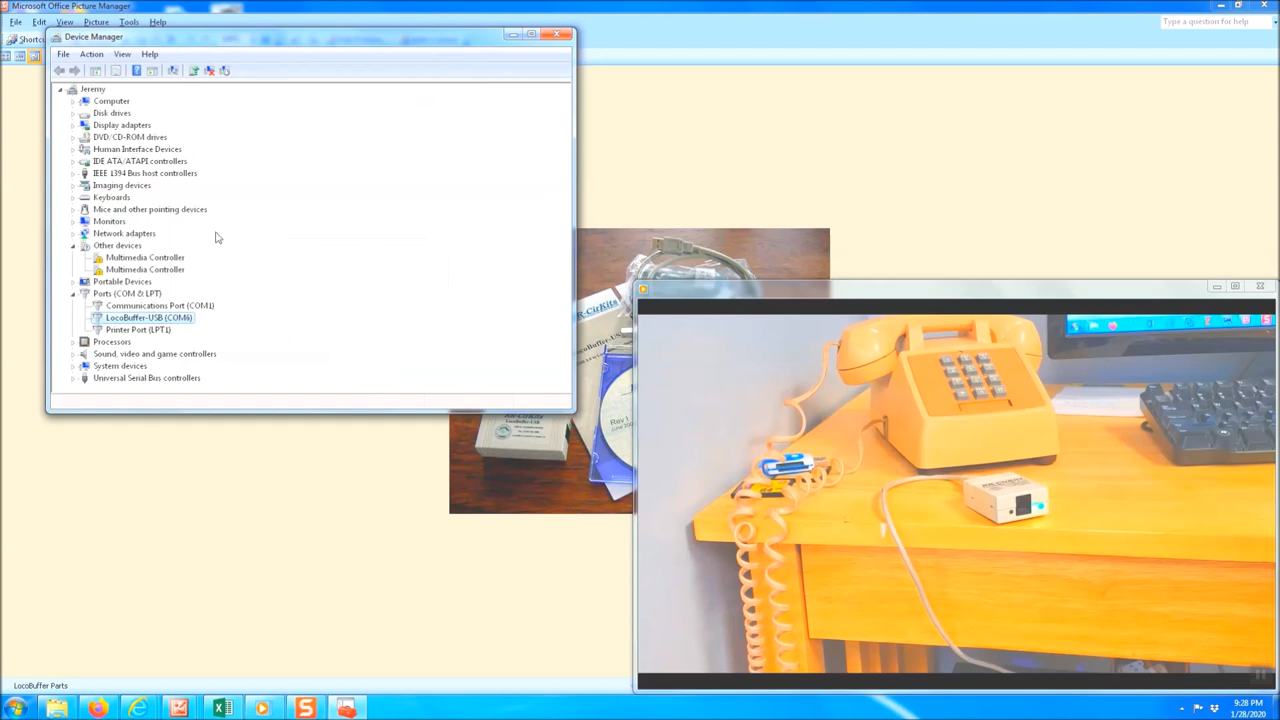 Microsoft Office Picture Manager
File Edit View Picture Tools Help
Type a question for help
Device Manager
File Action View Help
Jeremy
Computer
Disk drives
Display adapters
DVD/CD-ROM drives
Human Interface Devices
IDE ATA/ATAPI controllers
IEEE 1394 Bus host controllers
Imaging devices
Keyboards
Mice and other pointing devices
Monitors
Network adapters
Other devices
Multimedia Controller
Multimedia Controller
Portable Devices
Ports (COM & LPT)
Communications Port (COM1)
LocoBuffer-USB (COM6)
Printer Port (LPT1)
Processors
Sound, video and game controllers
System devices
Universal Serial Bus controllers
LocoBuffer-USB
LocoBuffer Parts
9:28 PM
1/28/2020